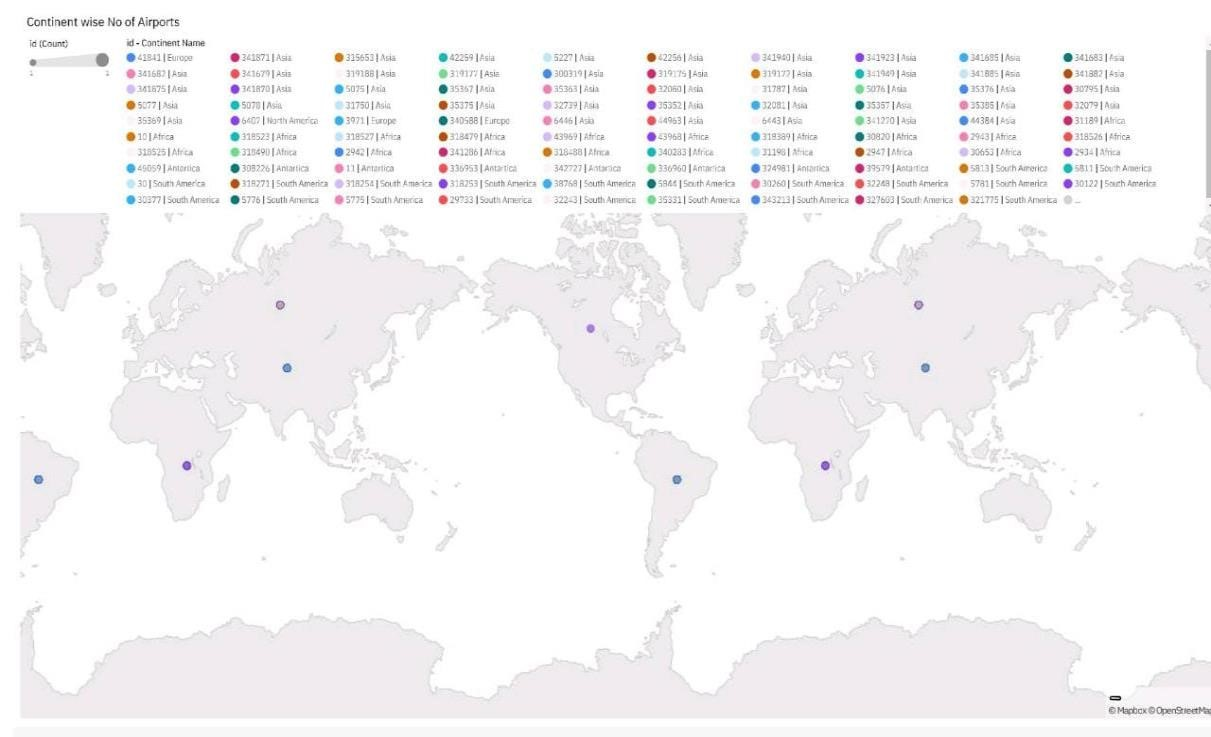 Continent wise No of Airports
id (Count)
1 1
id - Continent Name
41841 | Europe 341871 | Asia 315653 | Asia 42259 | Asia 5227 | Asia 42256 | Asia 341940 | Asia 341923 | Asia 341685 | Asia 341683 | Asia
341682 | Asia 341679 | Asia 319188 | Asia 319177 | Asia 300319 | Asia 319175 | Asia 319172 | Asia 341949 | Asia 341885 | Asia 341882 | Asia
341875 | Asia 341870 | Asia 5075 | Asia 35367 | Asia 35363 | Asia 32060 | Asia 31787 | Asia 5076 | Asia 35376 | Asia 30795 | Asia
5077 | Asia 5078 | Asia 31750 | Asia 35375 | Asia 32739 | Asia 35352 | Asia 32081 | Asia 35357 | Asia 35385 | Asia 32079 | Asia
35369 | Asia 6407 | North America 3971 | Europe 340588 | Europe 6446 | Asia 44963 | Asia 6443 | Asia 341270 | Asia 44384 | Asia 31189 | Africa
10 | Africa 318523 | Africa 318527 | Africa 318479 | Africa 43969 | Africa 43968 | Africa 318389 | Africa 30820 | Africa 2943 | Africa 318526 | Africa
318525 | Africa 318490 | Africa 2942 | Africa 341286 | Africa 318488 | Africa 340283 | Africa 31198 | Africa 2947 | Africa 30653 | Africa 2934 | Africa
46059 | Antartica 308226 | Antartica 11 | Antartica 336953 | Antartica 342727 | Antartica 336960 | Antartica 324981 | Antartica 39579 | Antartica 5813 | South America 5811 | South America
30 | South America 318271 | South America 318254 | South America 318253 | South America 38768 | South America 5844 | South America 30260 | South America 32248 | South America 5781 | South America 30122 | South America
30377 | South America 5776 | South America 5775 | South America 29733 | South America 32243 | South America 35331 | South America 343213 | South America 327603 | South America 321775 | South America ...
© Mapbox © OpenStreetMap